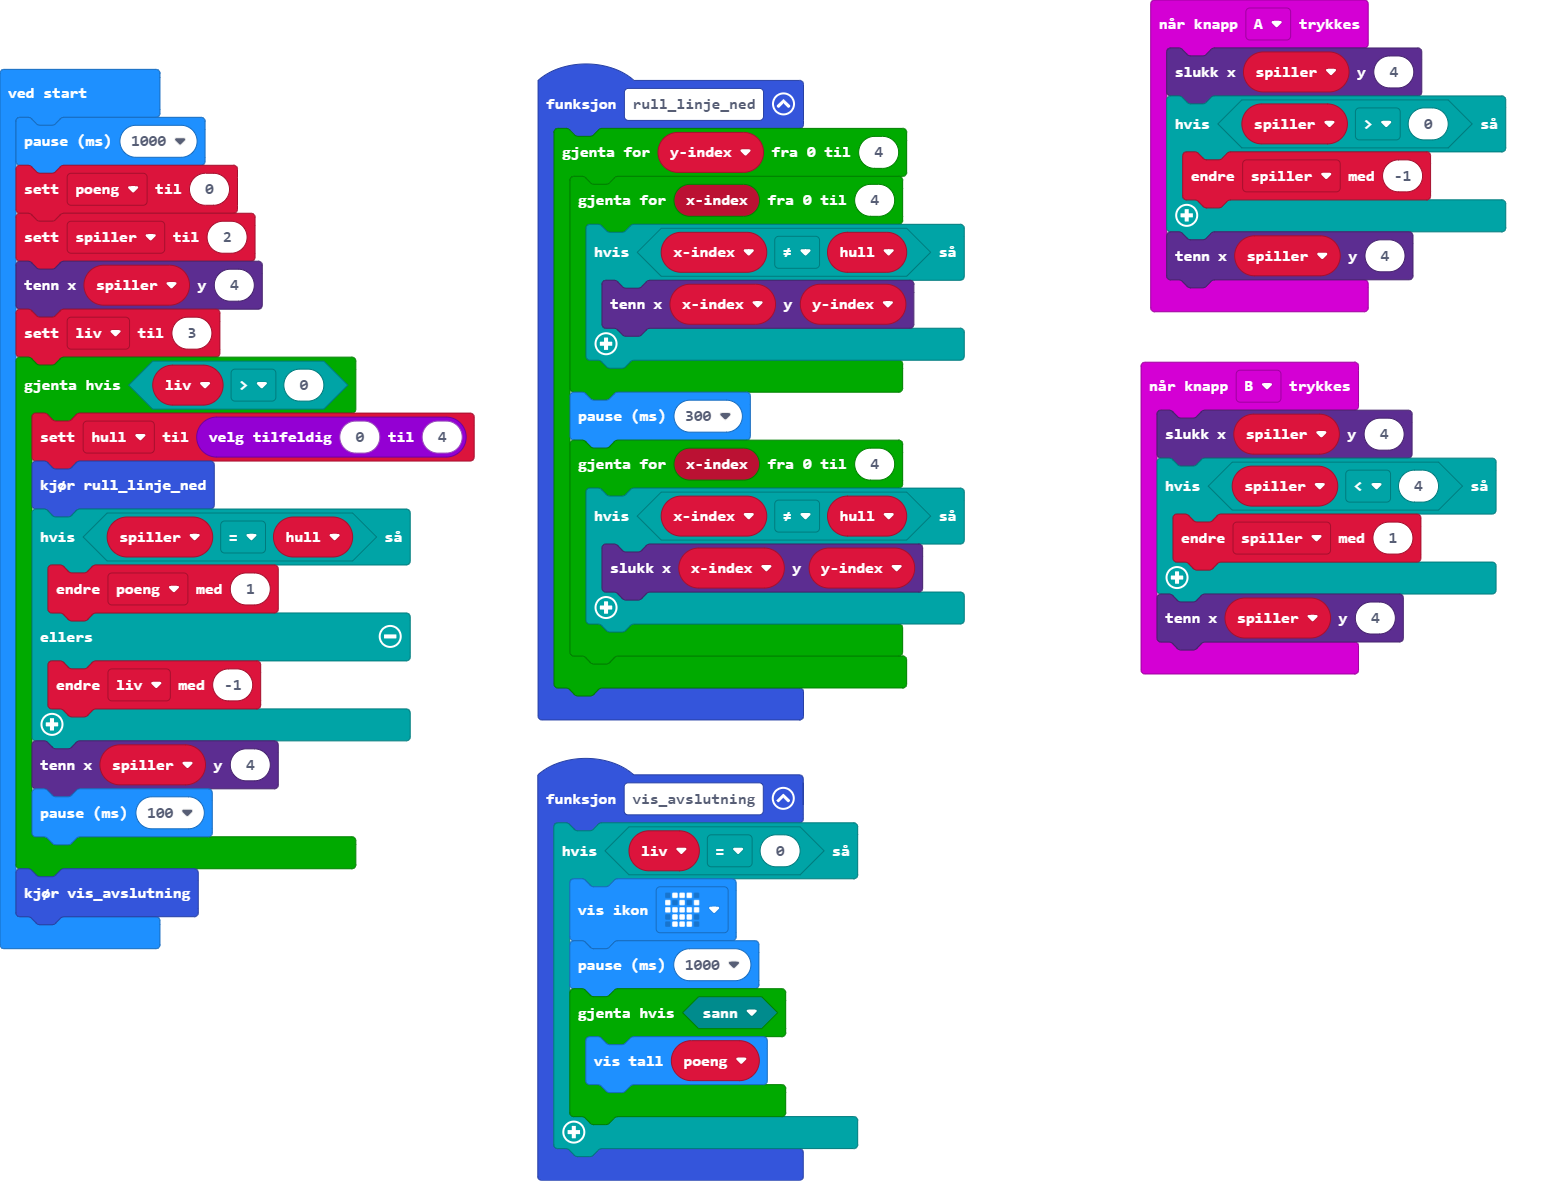 ved start
pause (ms) 1000
sett poeng til 0
sett spiller til 2
tenn x spiller y 4
sett liv til 3
gjenta hvis liv > 0
sett hull til velg tilfeldig 0 til 4
kjør rull_linje_ned
hvis spiller = hull så
endre poeng med 1
ellers
endre liv med -1
tenn x spiller y 4
pause (ms) 100
kjør vis_avslutning
funksjon rull_linje_ned
gjenta for y-index fra 0 til 4
gjenta for x-index fra 0 til 4
hvis x-index ≠ hull så
tenn x x-index y y-index
pause (ms) 300
gjenta for x-index fra 0 til 4
hvis x-index ≠ hull så
slukk x x-index y y-index
funksjon vis_avslutning
hvis liv = 0 så
vis ikon
pause (ms) 1000
gjenta hvis sann
vis tall poeng
når knapp A trykkes
slukk x spiller y 4
hvis spiller > 0 så
endre spiller med -1
tenn x spiller y 4
når knapp B trykkes
slukk x spiller y 4
hvis spiller < 4 så
endre spiller med 1
tenn x spiller y 4